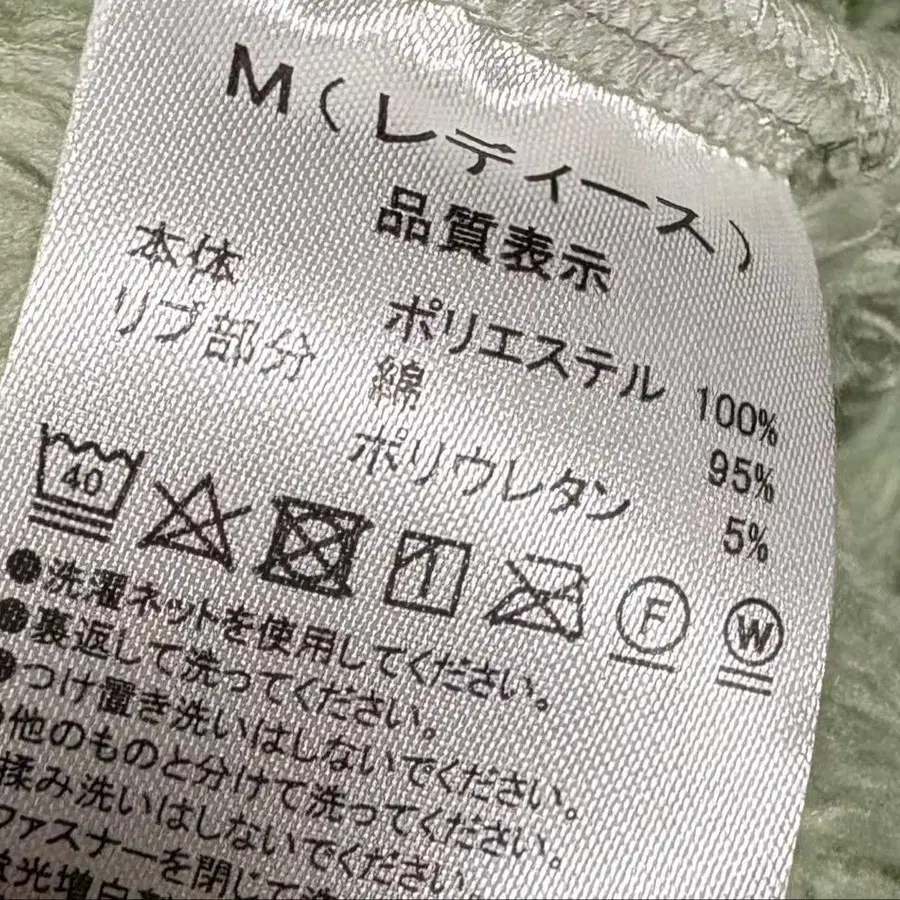 M（レディース）
品質表示
本体 ポリエステル 100%
リブ部分 綿 95%
ポリウレタン 5%
40 F W
●洗濯ネットを使用してください。
●裏返して洗ってください。
●つけ置き洗いはしないでください。
他のものと分けて洗ってください。
揉み洗いはしないでください。
ファスナーを閉じて洗
光増白